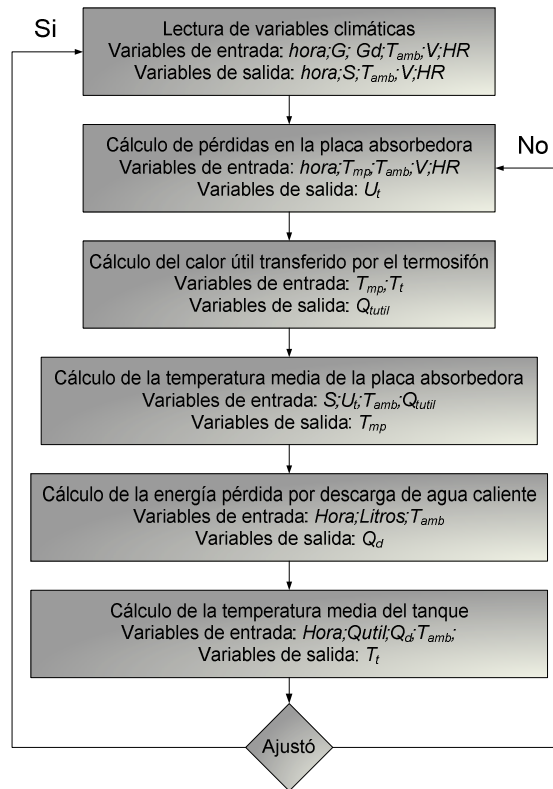 Si
Lectura de variables climáticas
Variables de entrada: hora;G; Gd;Tamb;V;HR
Variables de salida: hora;S;Tamb;V;HR
No
Cálculo de pérdidas en la placa absorbedora
Variables de entrada: hora;Tmp;Tamb;V;HR
Variables de salida: Ut
Cálculo del calor útil transferido por el termosifón
Variables de entrada: Tmp;Tt
Variables de salida: Qtutil
Cálculo de la temperatura media de la placa absorbedora
Variables de entrada: S;Ut;Tamb;Qtutil
Variables de salida: Tmp
Cálculo de la energía pérdida por descarga de agua caliente
Variables de entrada: Hora;Litros;Tamb
Variables de salida: Qd
Cálculo de la temperatura media del tanque
Variables de entrada: Hora;Qutil;Qd;Tamb;
Variables de salida: Tt
Ajustó